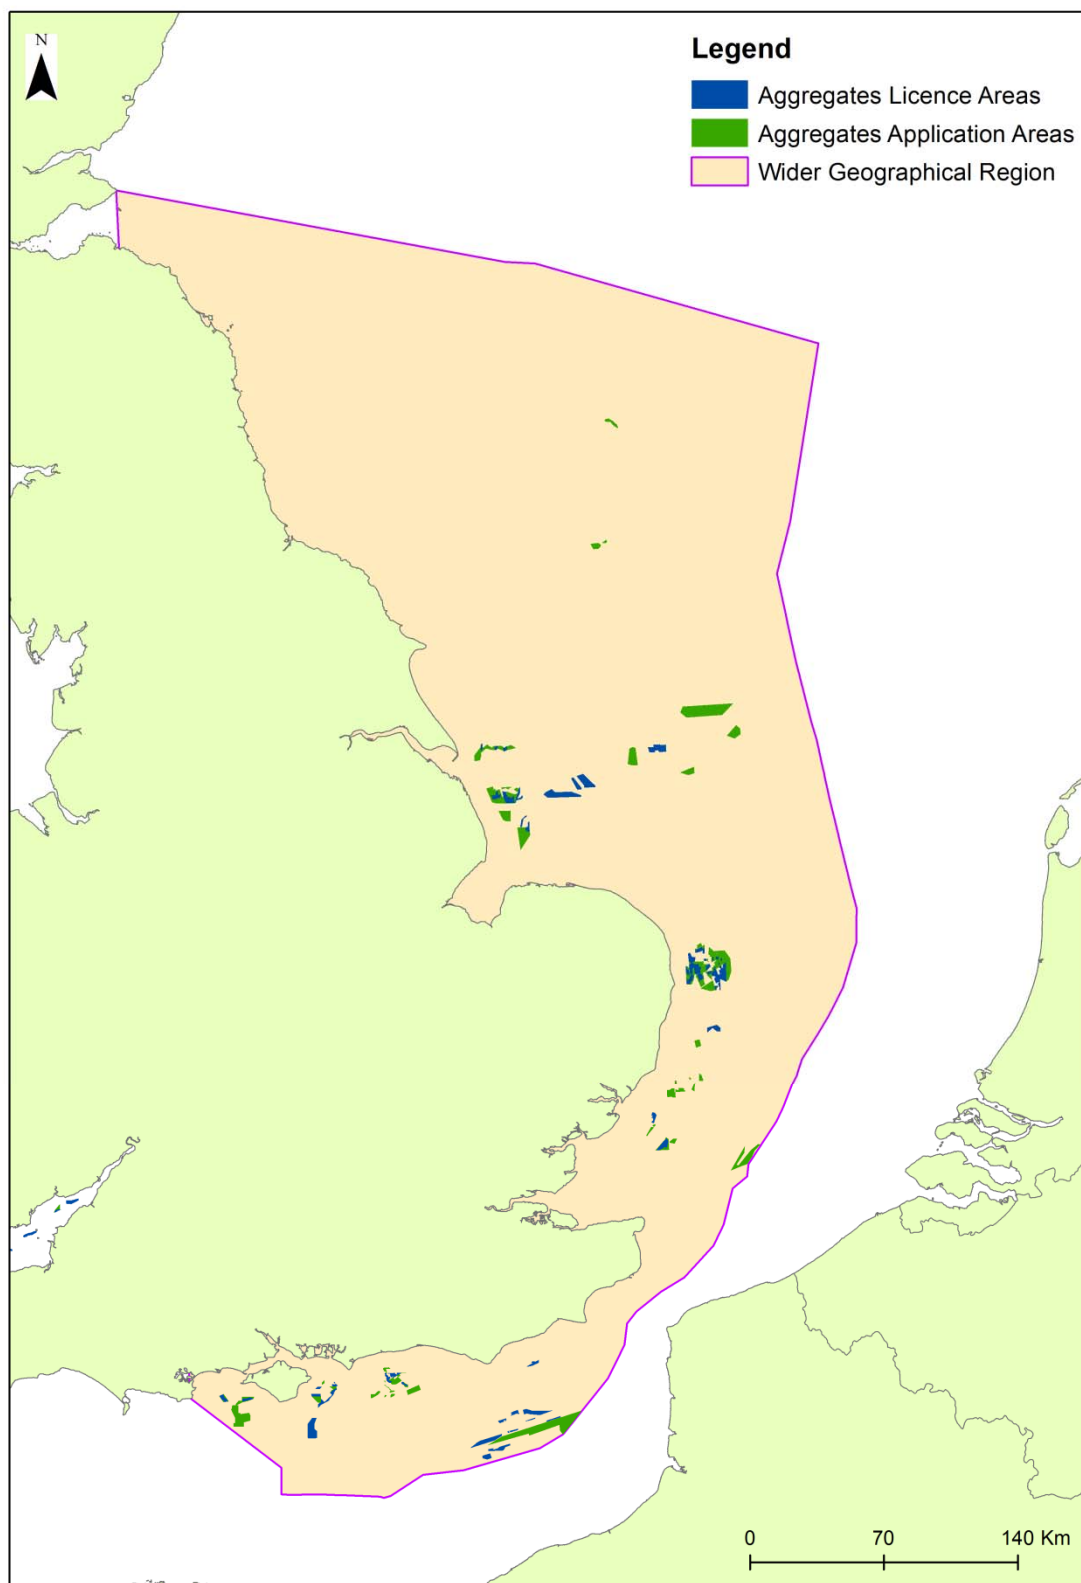 N
Legend
Aggregates Licence Areas
Aggregates Application Areas
Wider Geographical Region
0 70 140 Km